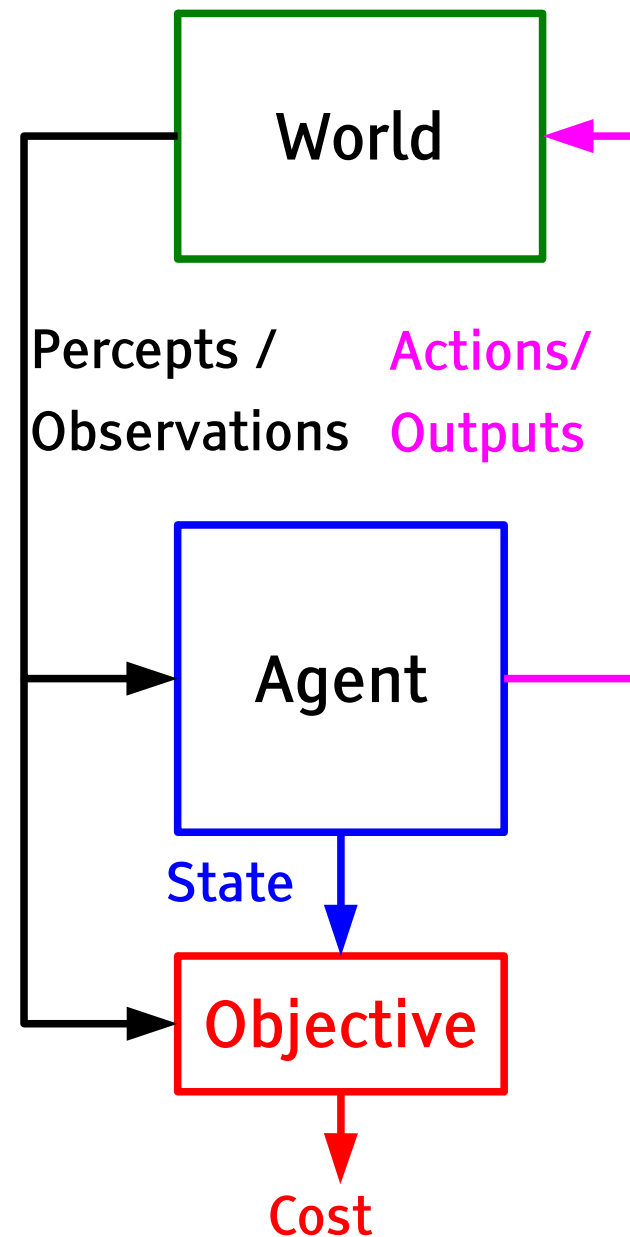 World
Percepts /
Observations
Actions/
Outputs
Agent
State
Objective
Cost